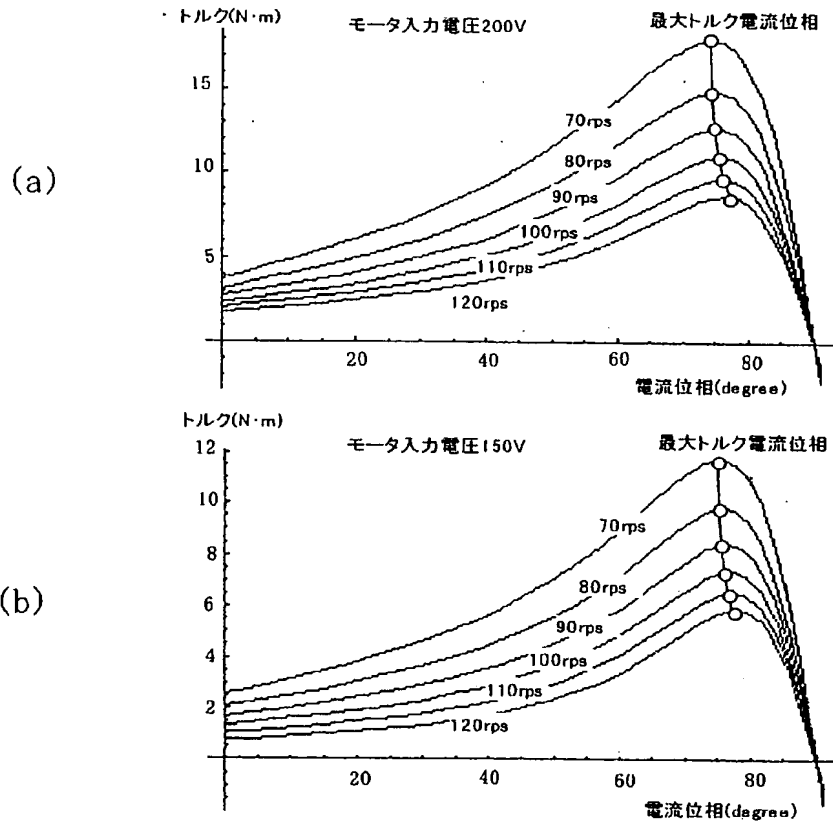 トルク(N・m)
モータ入力電圧200V
最大トルク電流位相
15
10
5
70rps
80rps
90rps
100rps
110rps
120rps
20
40
60
80
電流位相(degree)
(a)
トルク(N・m)
モータ入力電圧150V
最大トルク電流位相
12
10
8
6
4
2
70rps
80rps
90rps
100rps
110rps
120rps
20
40
60
80
電流位相(degree)
(b)